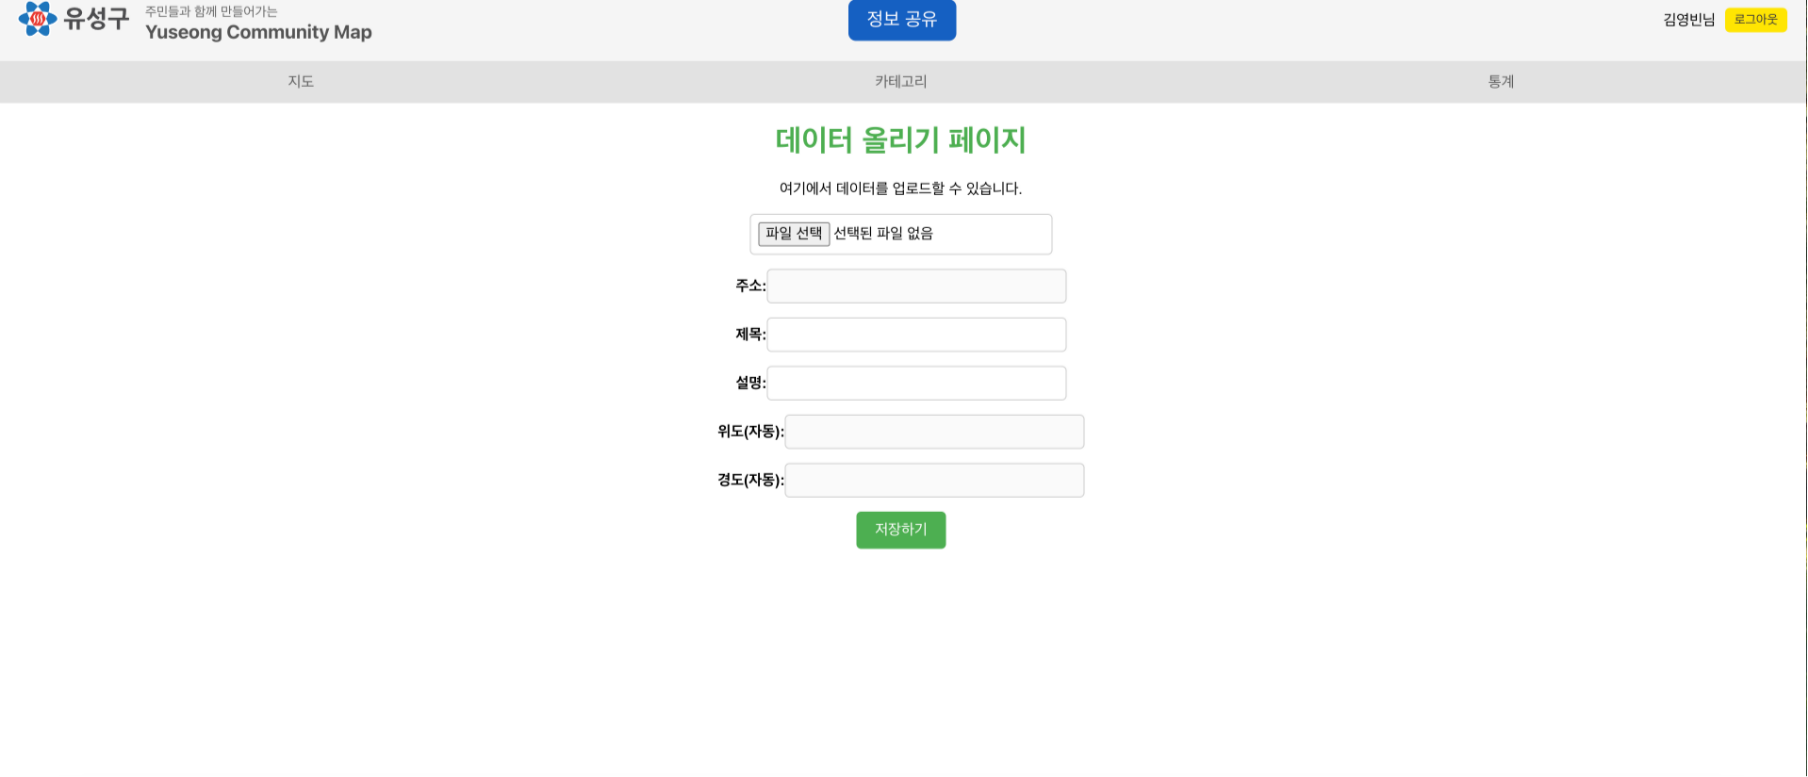 유성구
주민들과 함께 만들어가는
Yuseong Community Map
정보 공유
김영빈님
로그아웃
지도
카테고리
통계
데이터 올리기 페이지
여기에서 데이터를 업로드할 수 있습니다.
파일 선택 선택된 파일 없음
주소:
제목:
설명:
위도(자동):
경도(자동):
저장하기